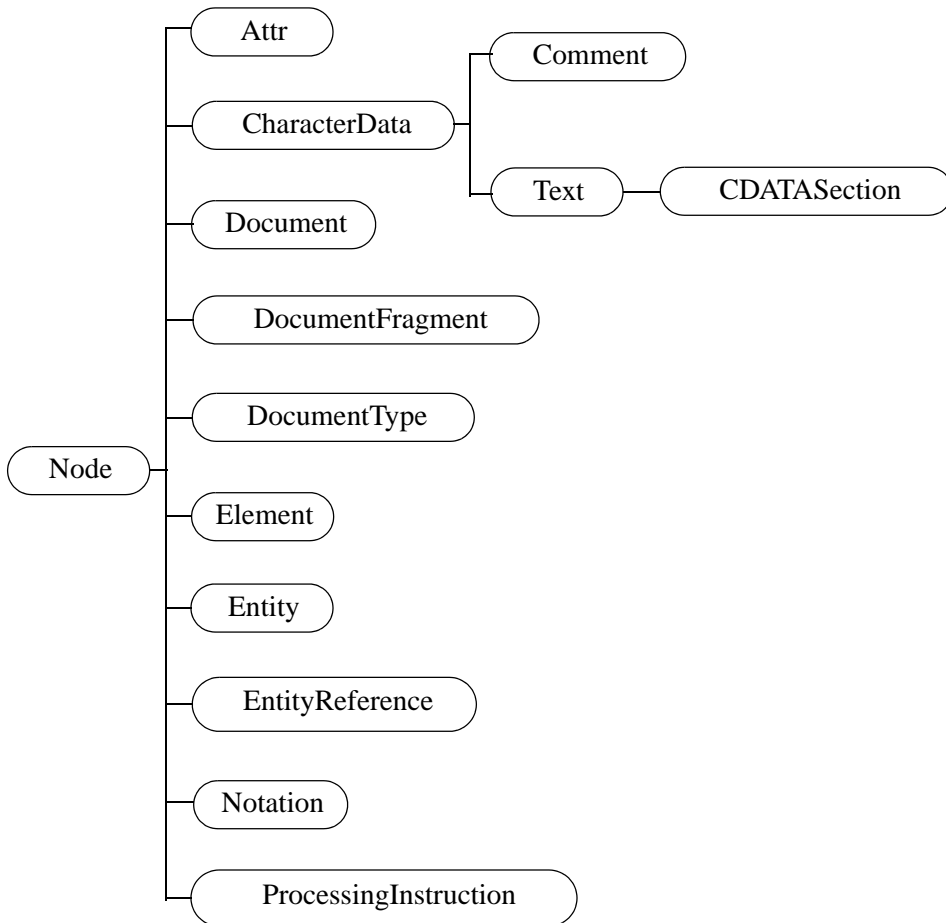 Attr
Comment
CharacterData
Text
CDATASection
Document
DocumentFragment
DocumentType
Node
Element
Entity
EntityReference
Notation
ProcessingInstruction